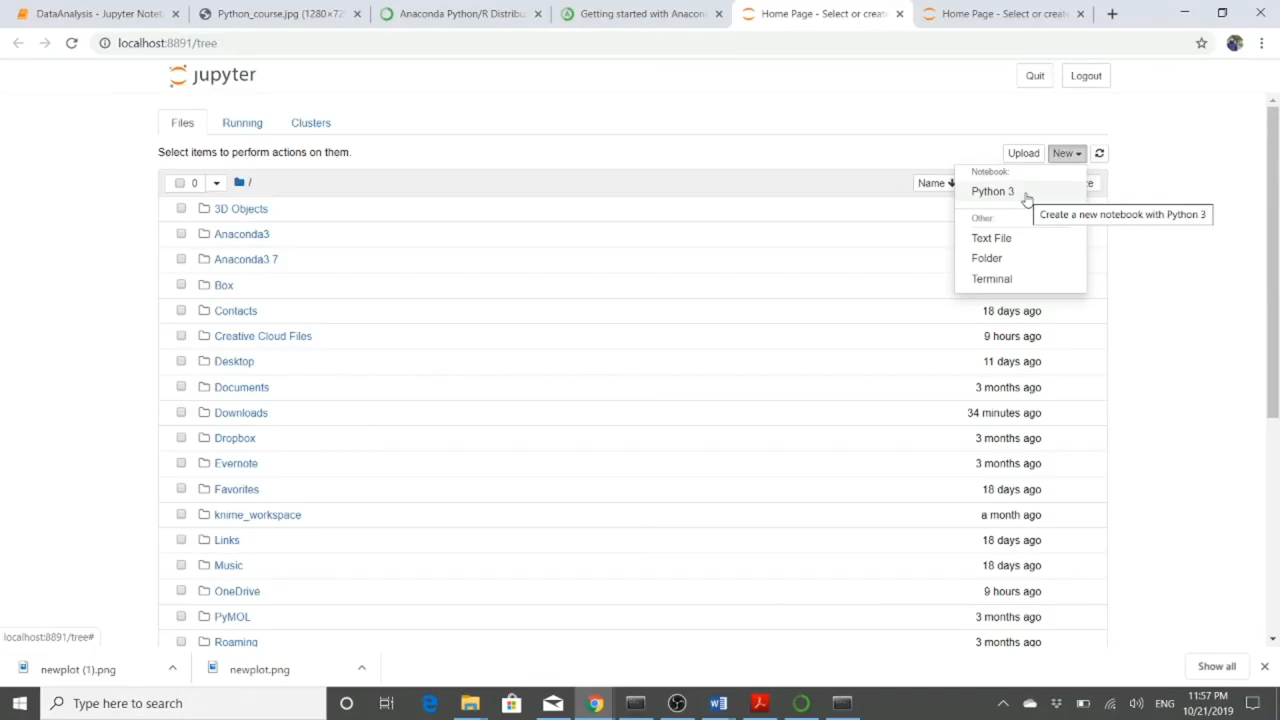 DataAnalysis - Jupyter Noteb
Python_course.jpg (1280×72
Anaconda Python/R Distribu
Getting started with Anacon
Home Page - Select or create
Home Page - Select or create
localhost:8891/tree
jupyter
Quit
Logout
Files
Running
Clusters
Select items to perform actions on them.
Upload
New
0
/
Name
Notebook:
Python 3
Create a new notebook with Python 3
Other:
Text File
Folder
Terminal
3D Objects
Anaconda3
Anaconda3 7
Box
Contacts 18 days ago
Creative Cloud Files 9 hours ago
Desktop 11 days ago
Documents 3 months ago
Downloads 34 minutes ago
Dropbox 3 months ago
Evernote 3 months ago
Favorites 18 days ago
knime_workspace a month ago
Links 18 days ago
Music 18 days ago
OneDrive 9 hours ago
PyMOL 3 months ago
Roaming 3 months ago
localhost:8891/tree#
newplot (1).png
newplot.png
Show all
Type here to search
ENG
11:57 PM
10/21/2019